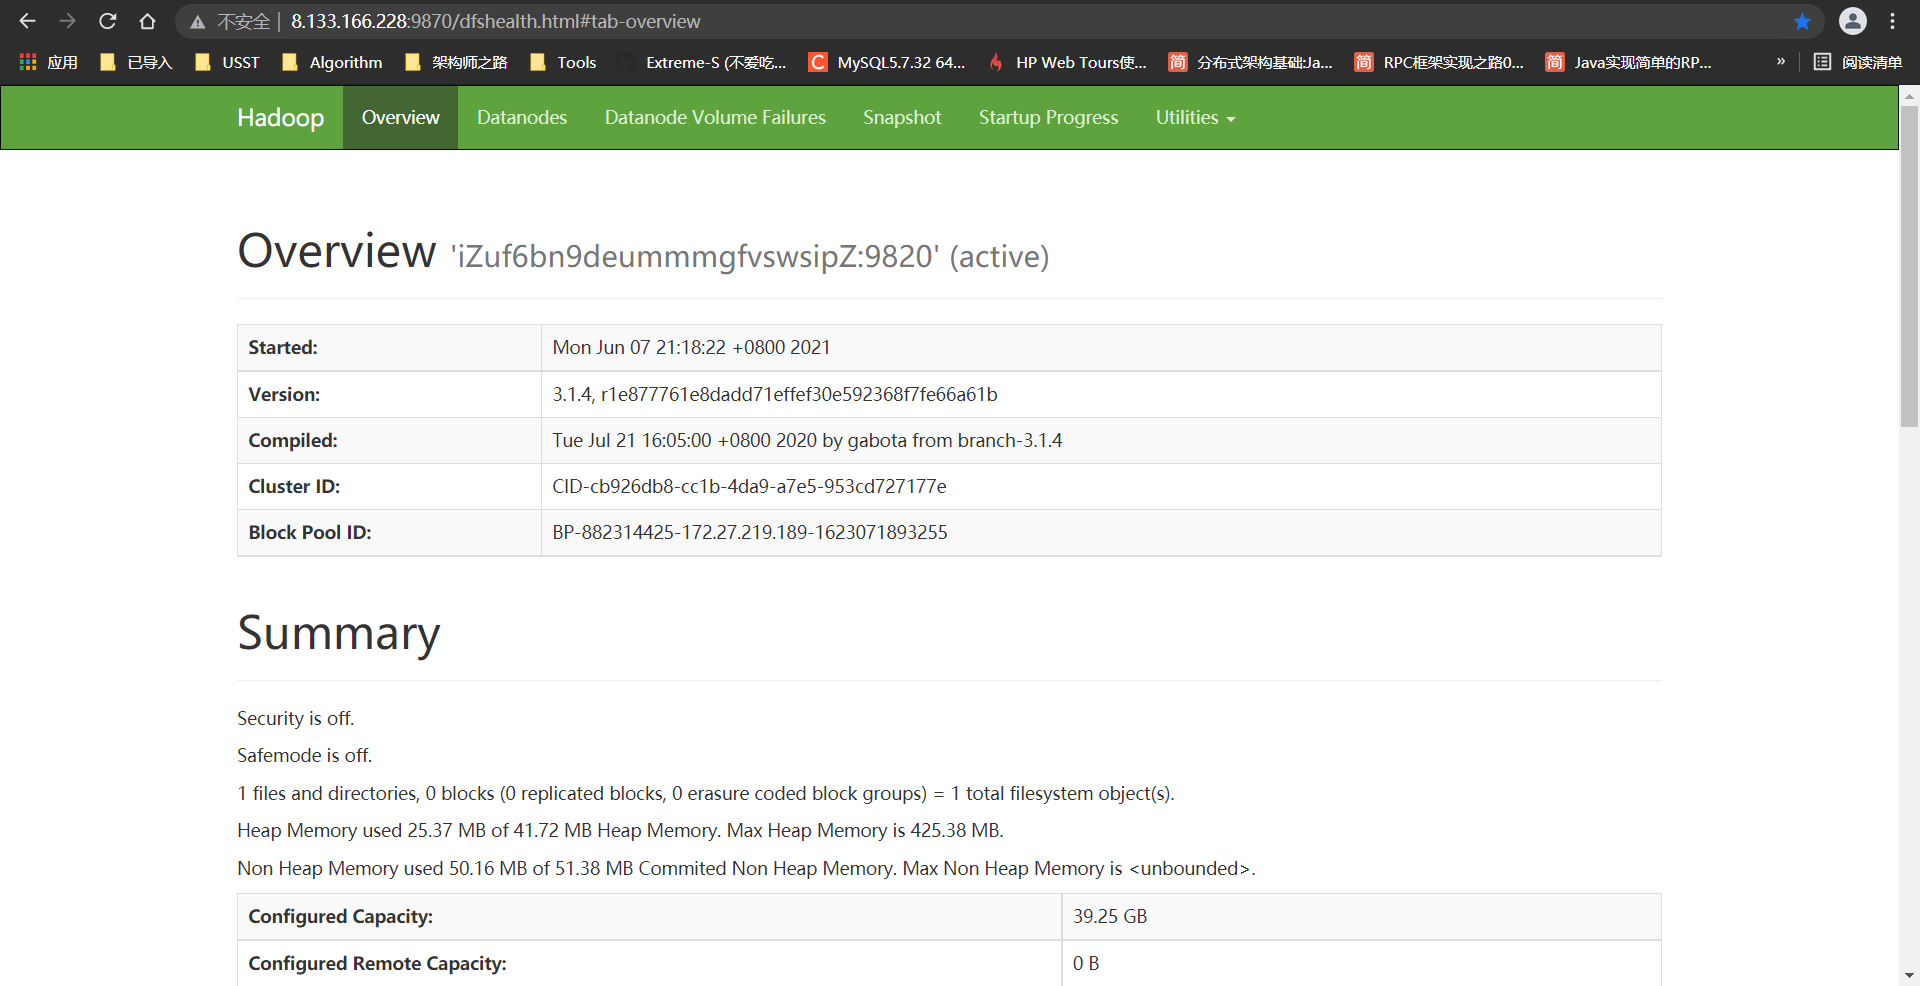 不安全 | 8.133.166.228:9870/dfshealth.html#tab-overview
应用 已导入 USST Algorithm 架构师之路 Tools Extreme-S (不爱吃... MySQL5.7.32 64... HP Web Tours使... 简 分布式架构基础:Ja... 简 RPC框架实现之路0... 简 Java实现简单的RP... » 阅读清单
Hadoop Overview Datanodes Datanode Volume Failures Snapshot Startup Progress Utilities
Overview 'iZuf6bn9deummmgfvswsipZ:9820' (active)
Started: Mon Jun 07 21:18:22 +0800 2021
Version: 3.1.4, r1e877761e8dadd71effef30e592368f7fe66a61b
Compiled: Tue Jul 21 16:05:00 +0800 2020 by gabota from branch-3.1.4
Cluster ID: CID-cb926db8-cc1b-4da9-a7e5-953cd727177e
Block Pool ID: BP-882314425-172.27.219.189-1623071893255
Summary
Security is off.
Safemode is off.
1 files and directories, 0 blocks (0 replicated blocks, 0 erasure coded block groups) = 1 total filesystem object(s).
Heap Memory used 25.37 MB of 41.72 MB Heap Memory. Max Heap Memory is 425.38 MB.
Non Heap Memory used 50.16 MB of 51.38 MB Commited Non Heap Memory. Max Non Heap Memory is <unbounded>.
Configured Capacity: 39.25 GB
Configured Remote Capacity: 0 B